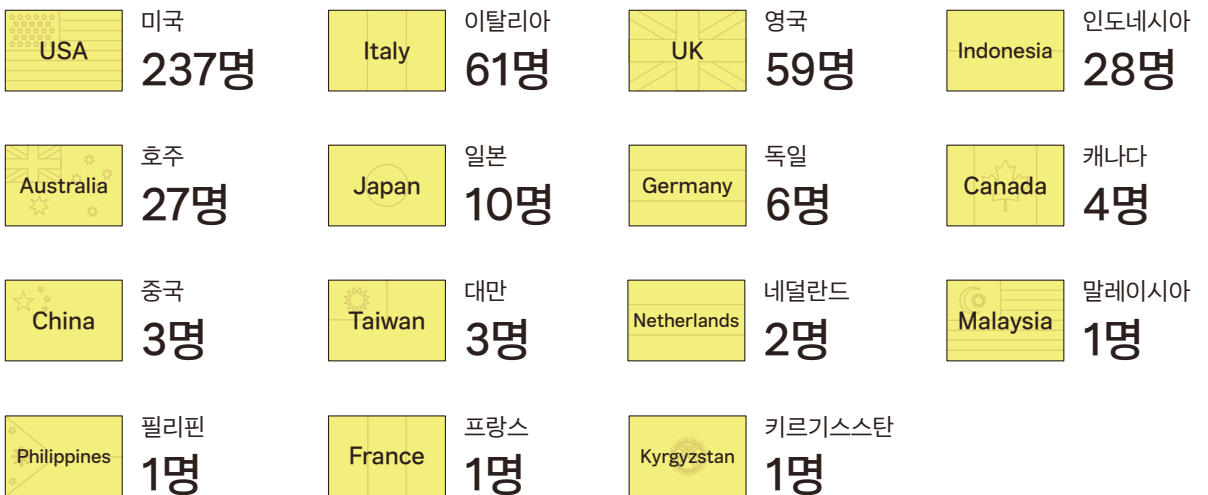 USA
미국
237명
Italy
이탈리아
61명
UK
영국
59명
Indonesia
인도네시아
28명
Australia
호주
27명
Japan
일본
10명
Germany
독일
6명
Canada
캐나다
4명
China
중국
3명
Taiwan
대만
3명
Netherlands
네덜란드
2명
Malaysia
말레이시아
1명
Philippines
필리핀
1명
France
프랑스
1명
Kyrgyzstan
키르기스스탄
1명